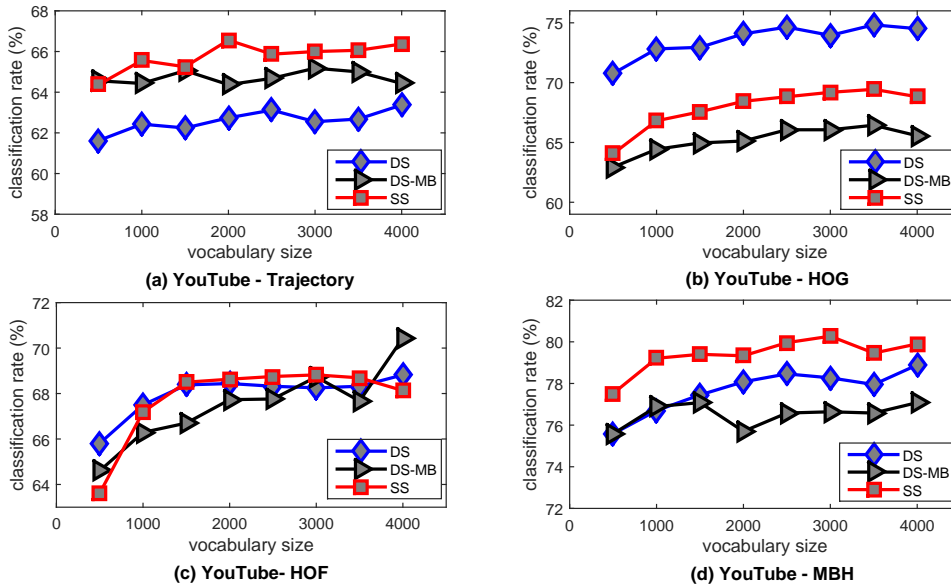 classification rate (%)
68
66
64
62
60
58
0 1000 2000 3000 4000
vocabulary size
DS
DS-MB
SS
(a) YouTube - Trajectory
classification rate (%)
75
70
65
60
0 1000 2000 3000 4000
vocabulary size
DS
DS-MB
SS
(b) YouTube - HOG
classification rate (%)
72
70
68
66
64
0 1000 2000 3000 4000
vocabulary size
DS
DS-MB
SS
(c) YouTube- HOF
classification rate (%)
82
80
78
76
74
72
0 1000 2000 3000 4000
vocabulary size
DS
DS-MB
SS
(d) YouTube - MBH